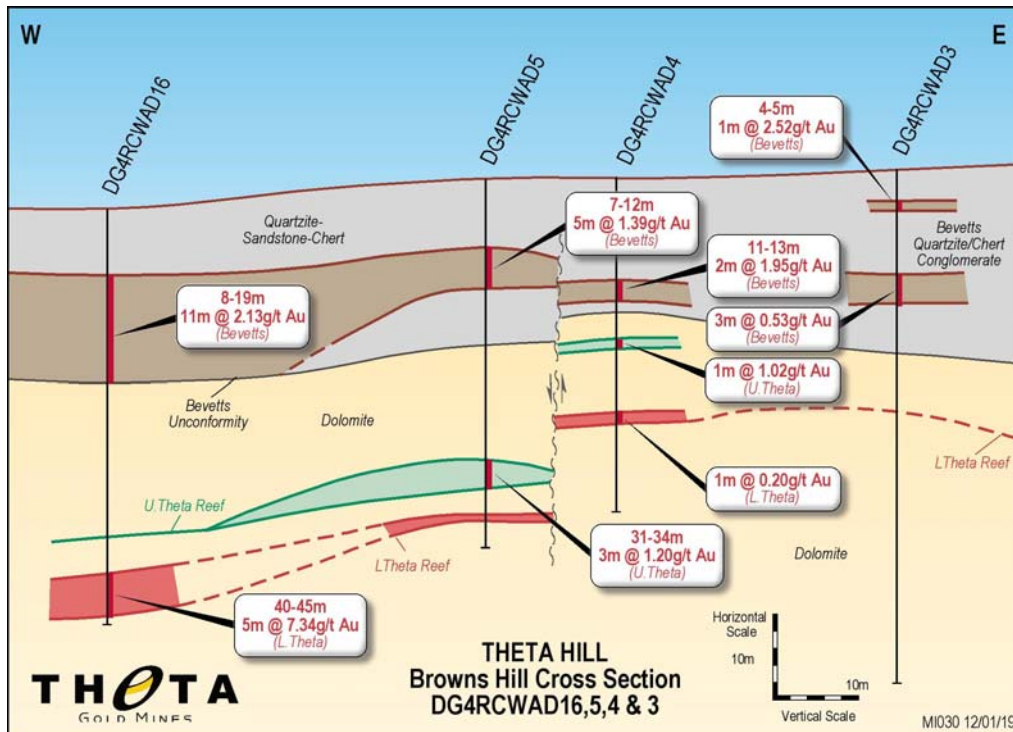 W
E
DG4RCWAD16
DG4RCWAD5
DG4RCWAD4
DG4RCWAD3
4-5m
1m @ 2.52g/t Au
(Bevetts)
Quartzite-
Sandstone-Chert
7-12m
5m @ 1.39g/t Au
(Bevetts)
Bevetts
Quartzite/Chert
Conglomerate
11-13m
2m @ 1.95g/t Au
(Bevetts)
8-19m
11m @ 2.13g/t Au
(Bevetts)
3m @ 0.53g/t Au
(Bevetts)
1m @ 1.02g/t Au
(U.Theta)
Bevetts
Unconformity
Dolomite
LTheta Reef
1m @ 0.20g/t Au
(L.Theta)
U.Theta Reef
LTheta Reef
31-34m
3m @ 1.20g/t Au
(U.Theta)
Dolomite
40-45m
5m @ 7.34g/t Au
(L.Theta)
Horizontal
Scale
10m
10m
Vertical Scale
THETA
GOLD MINES
THETA HILL
Browns Hill Cross Section
DG4RCWAD16,5,4 & 3
MI030 12/01/19